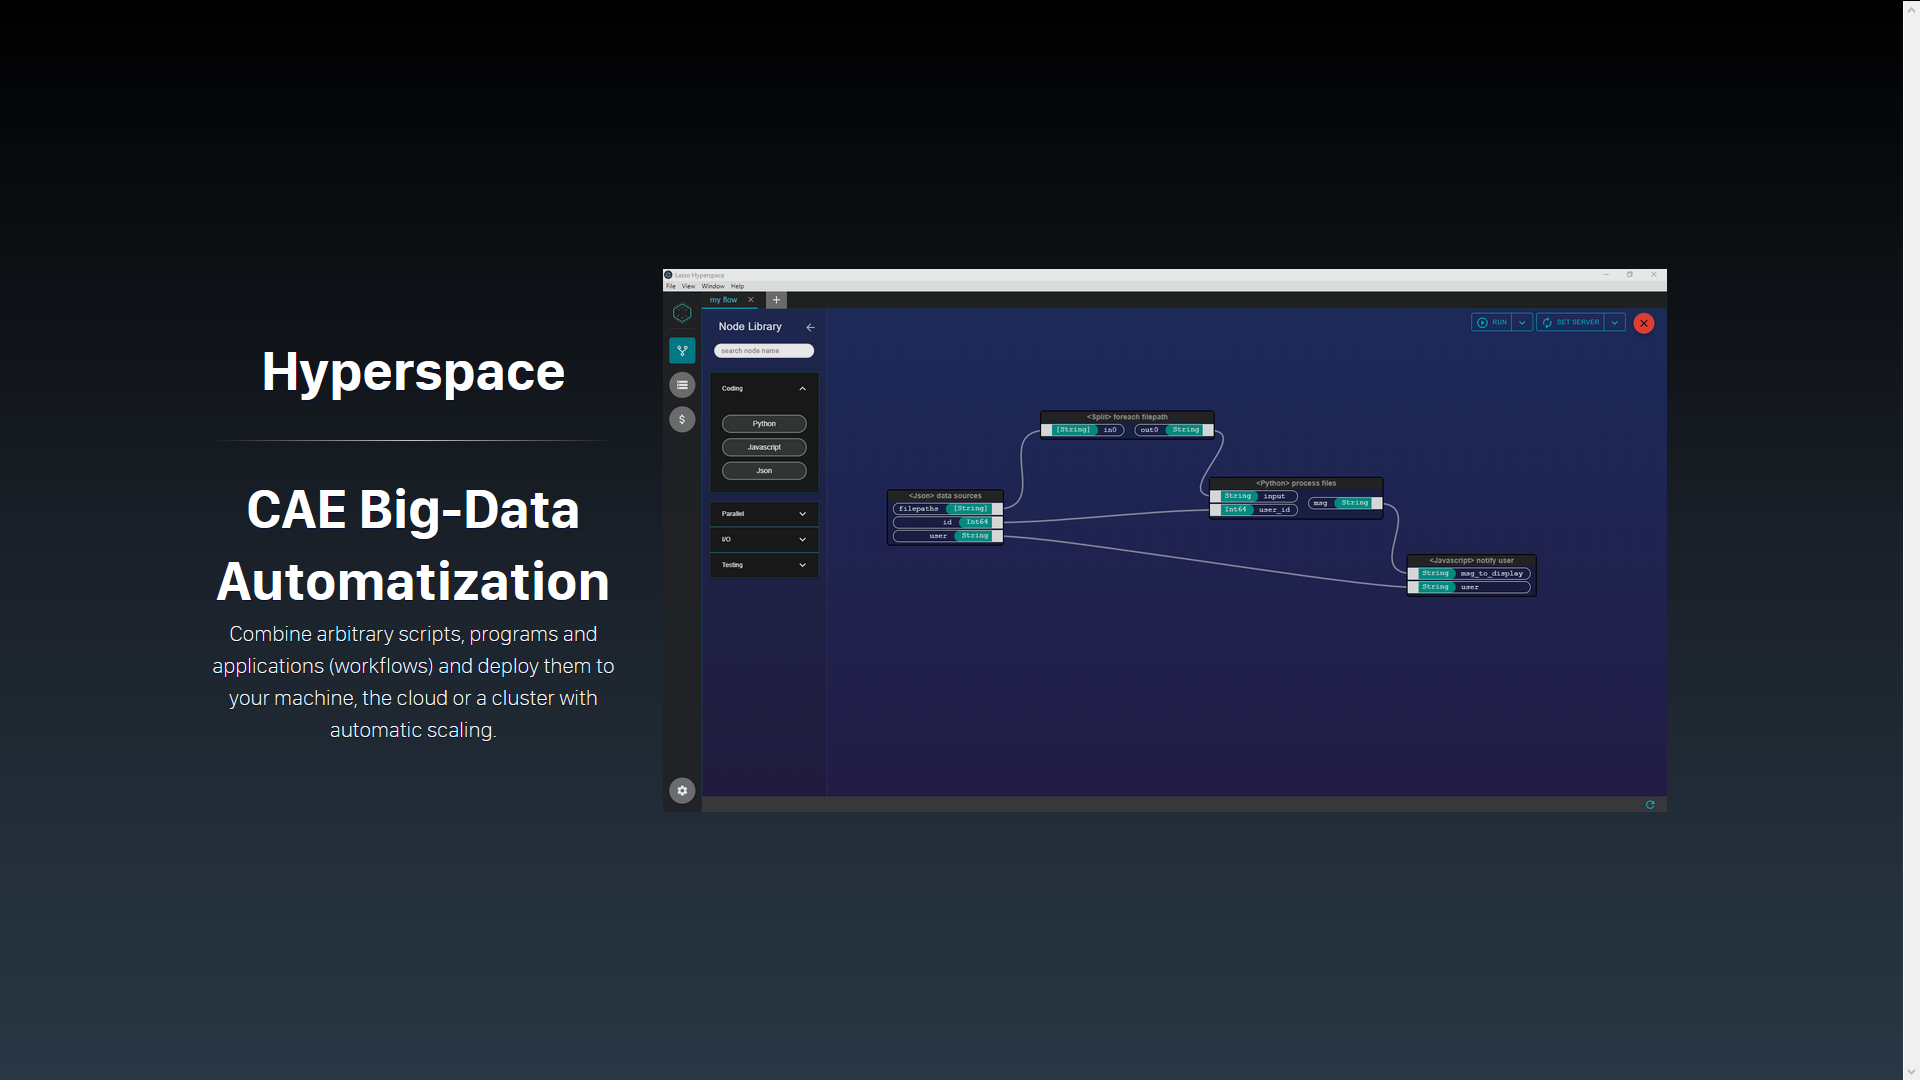 Hyperspace
CAE Big-Data
Automatization
Combine arbitrary scripts, programs and
applications (workflows) and deploy them to
your machine, the cloud or a cluster with
automatic scaling.
Lasso Hyperspace
File View Window Help
my flow
Node Library
search node name
Coding
Python
Javascript
Json
Parallel
I/O
Testing
RUN
SET SERVER
<Split> foreach filepath
[String] in0 out0 String
<Json> data sources
filepaths [String]
id Int64
user String
<Python> process files
String input
Int64 user_id
msg String
<Javascript> notify user
String msg_to_display
String user